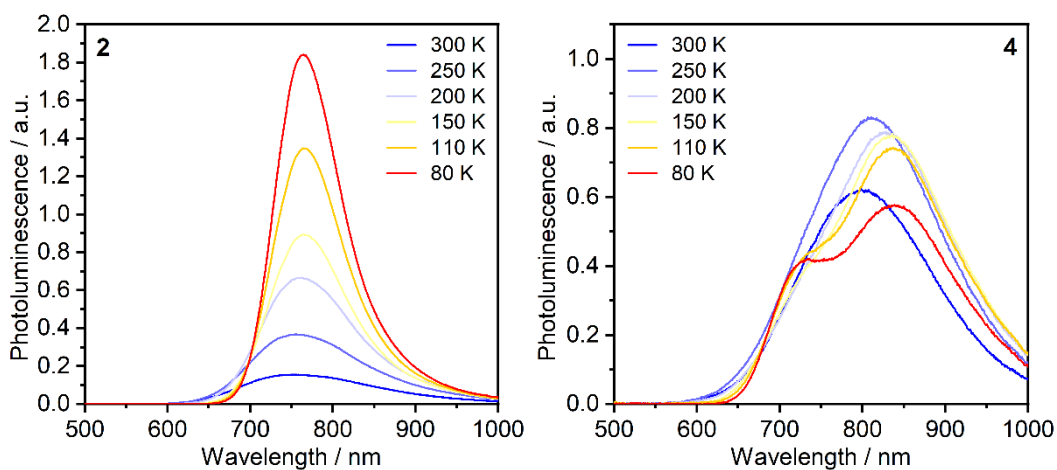 2
300 K
250 K
200 K
150 K
110 K
80 K
2.0
1.8
1.6
1.4
1.2
1.0
0.8
0.6
0.4
0.2
0.0
Photoluminescence / a.u.
500 600 700 800 900 1000
Wavelength / nm
4
300 K
250 K
200 K
150 K
110 K
80 K
1.0
0.8
0.6
0.4
0.2
0.0
Photoluminescence / a.u.
500 600 700 800 900 1000
Wavelength / nm